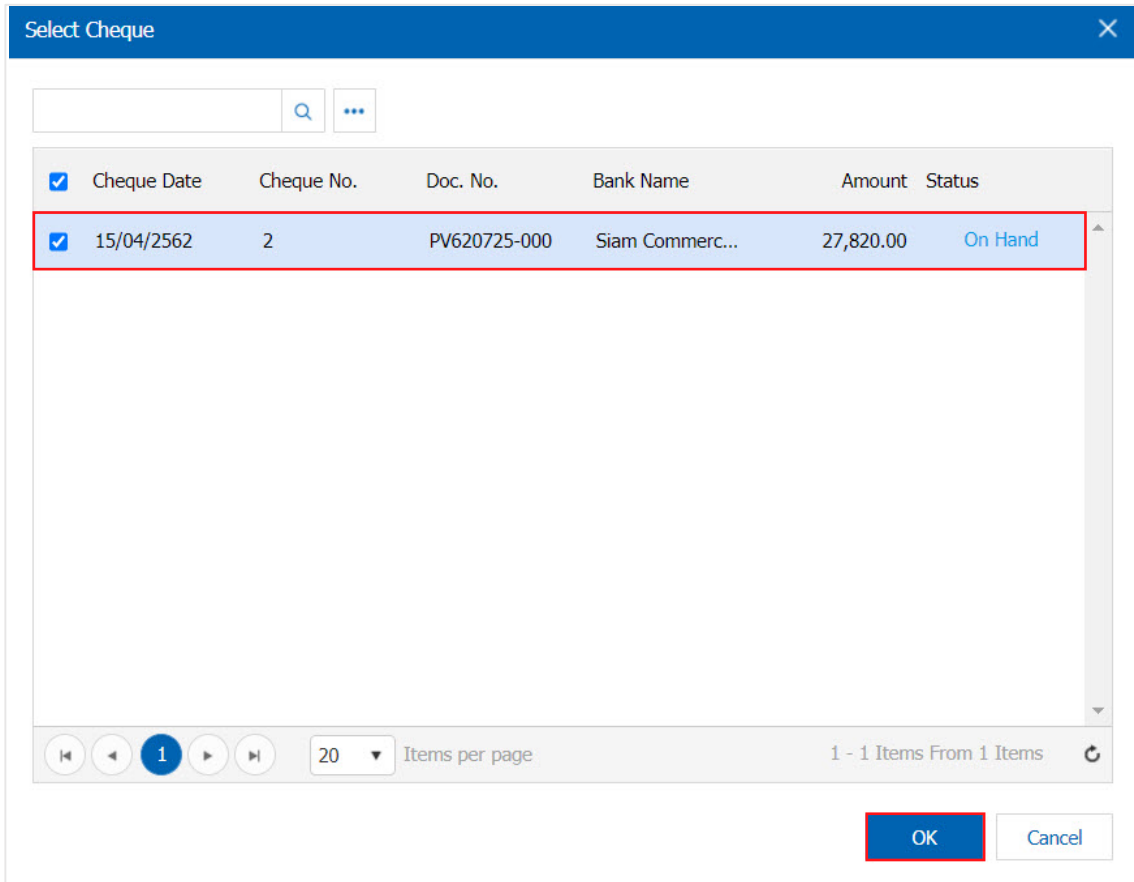 Select Cheque
Cheque Date Cheque No. Doc. No. Bank Name Amount Status
15/04/2562 2 PV620725-000 Siam Commerc... 27,820.00 On Hand
1 20 Items per page 1 - 1 Items From 1 Items
OK Cancel